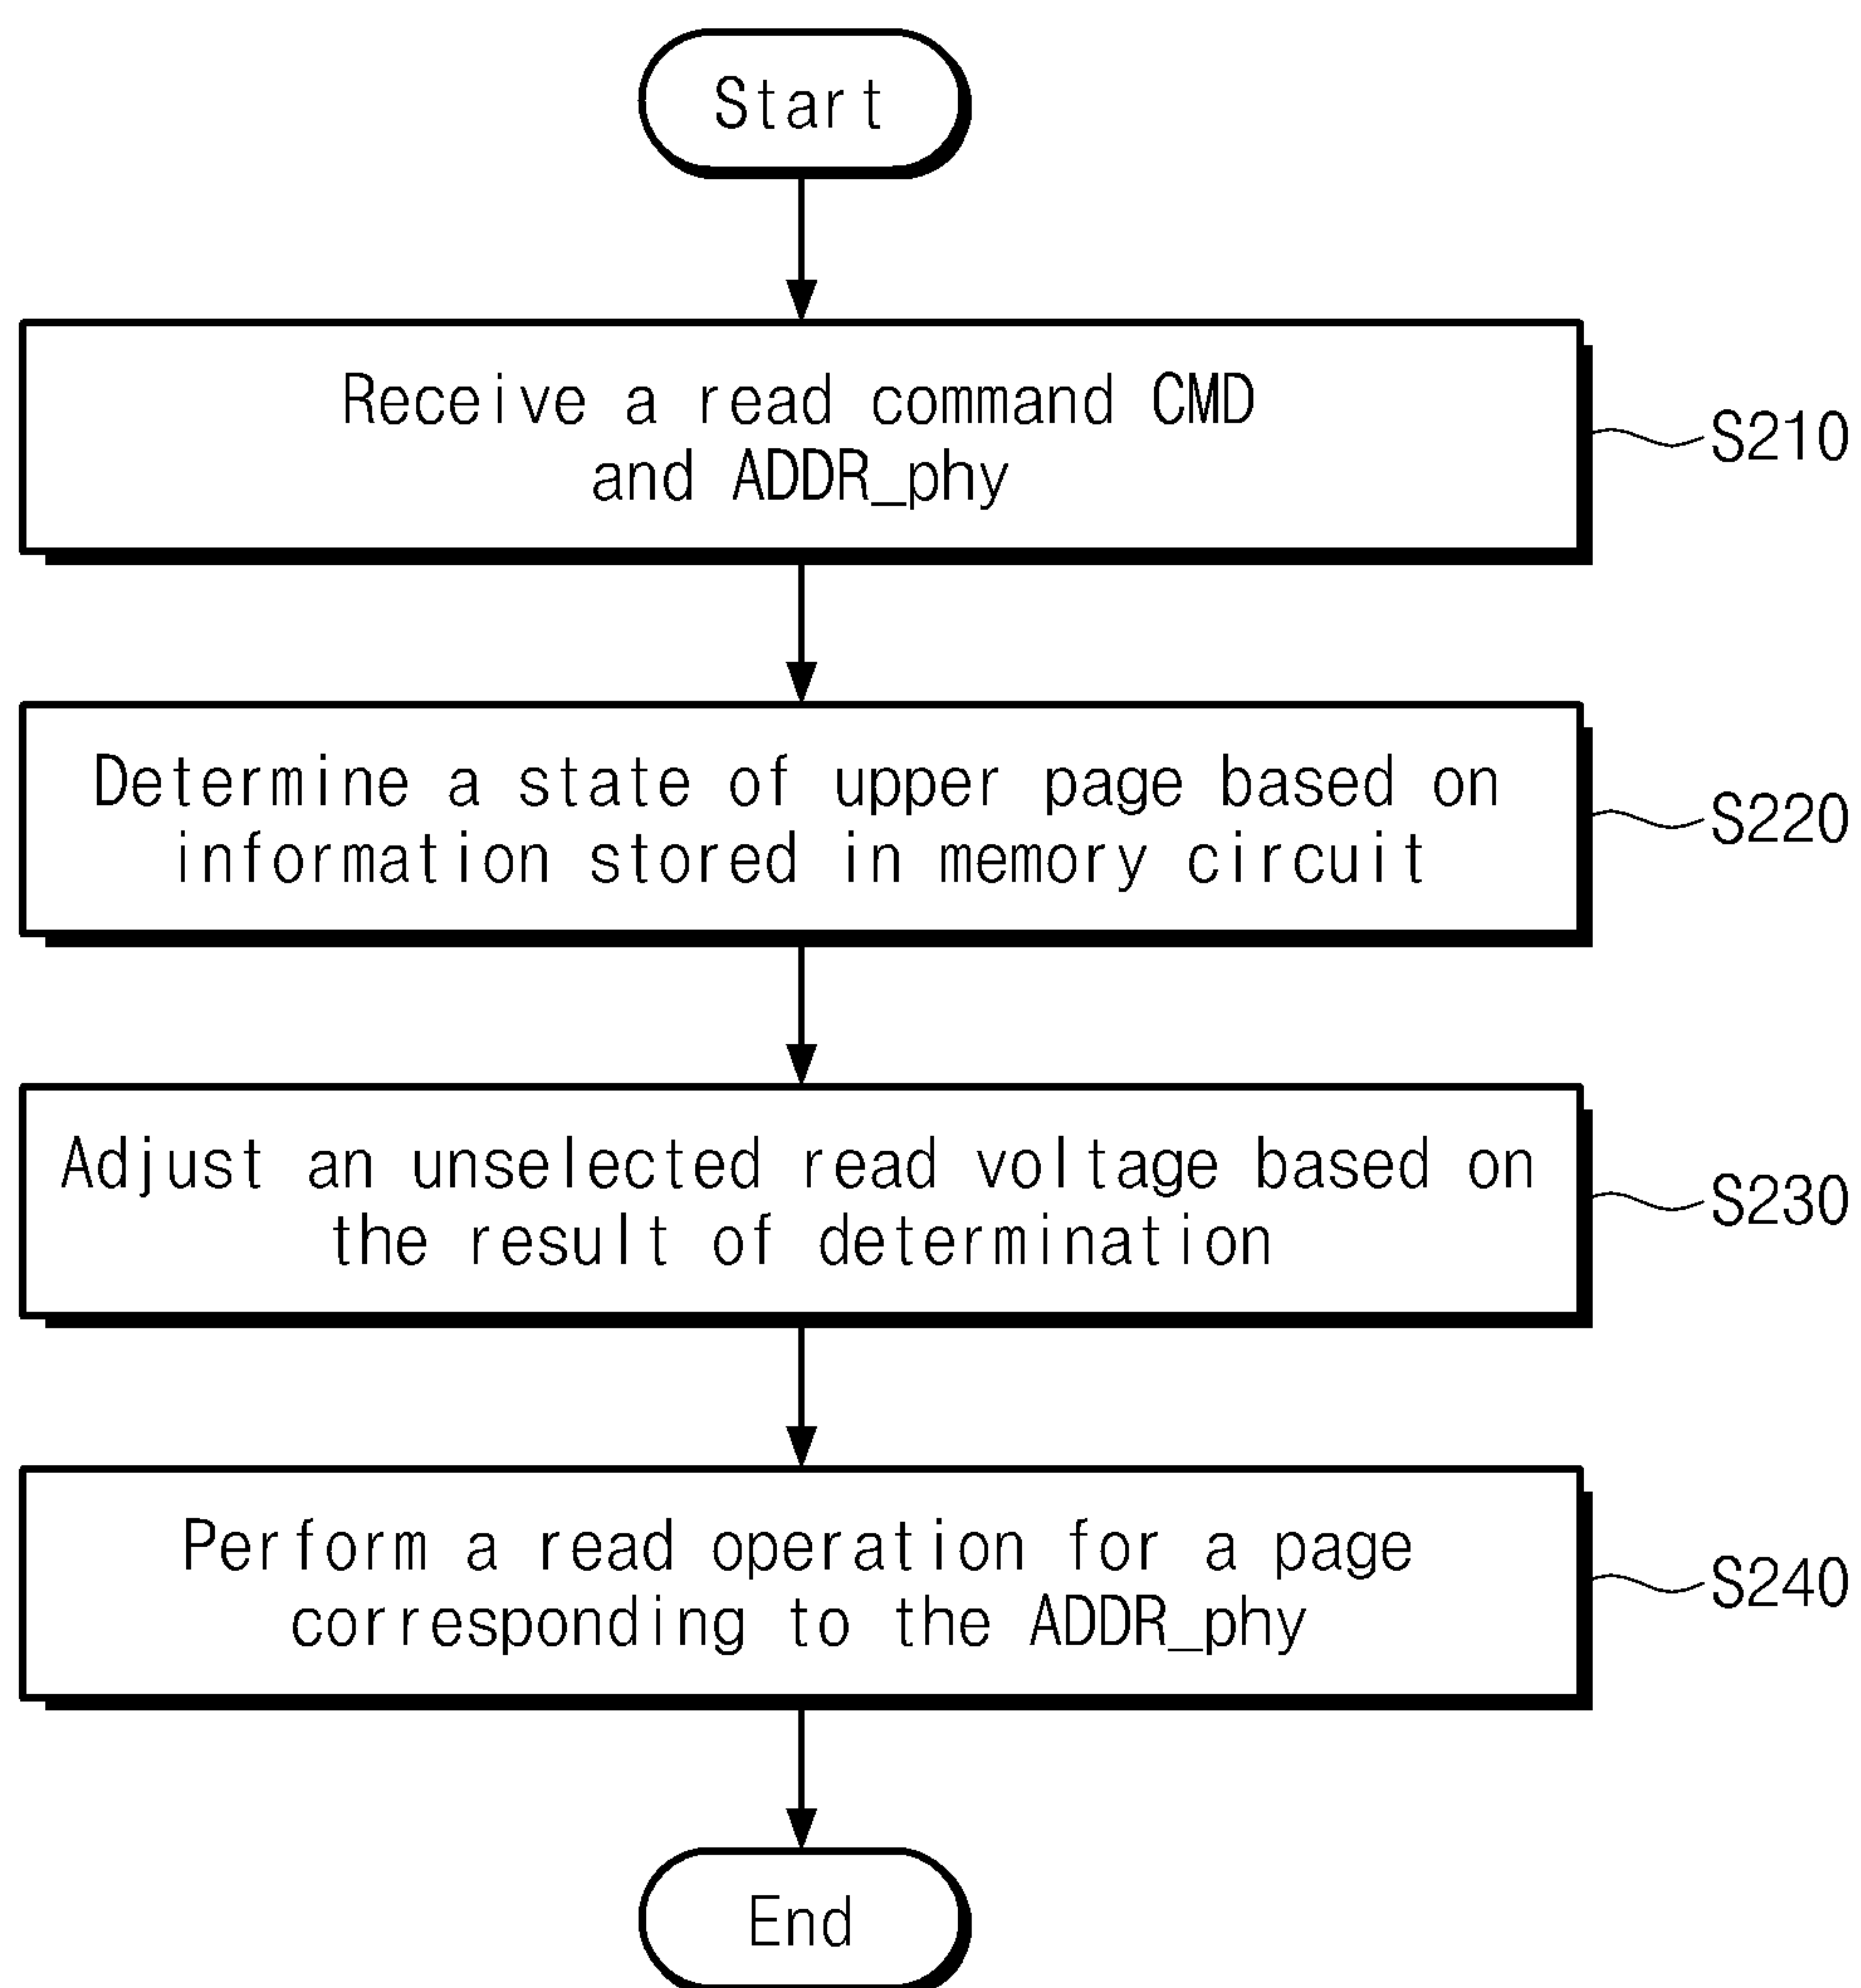 Start
Receive a read command CMD
and ADDR_phy
S210
Determine a state of upper page based on
information stored in memory circuit
S220
Adjust an unselected read voltage based on
the result of determination
S230
Perform a read operation for a page
corresponding to the ADDR_phy
S240
End